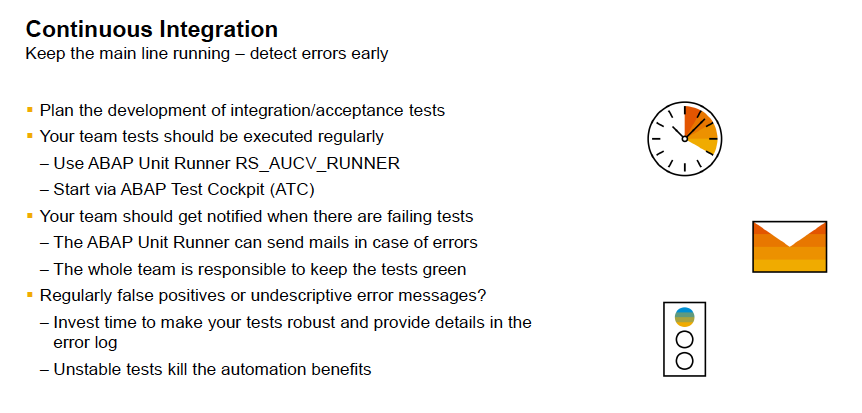 Continuous Integration
Keep the main line running – detect errors early
▪ Plan the development of integration/acceptance tests
▪ Your team tests should be executed regularly
– Use ABAP Unit Runner RS_AUCV_RUNNER
– Start via ABAP Test Cockpit (ATC)
▪ Your team should get notified when there are failing tests
– The ABAP Unit Runner can send mails in case of errors
– The whole team is responsible to keep the tests green
▪ Regularly false positives or undescriptive error messages?
– Invest time to make your tests robust and provide details in the
error log
– Unstable tests kill the automation benefits